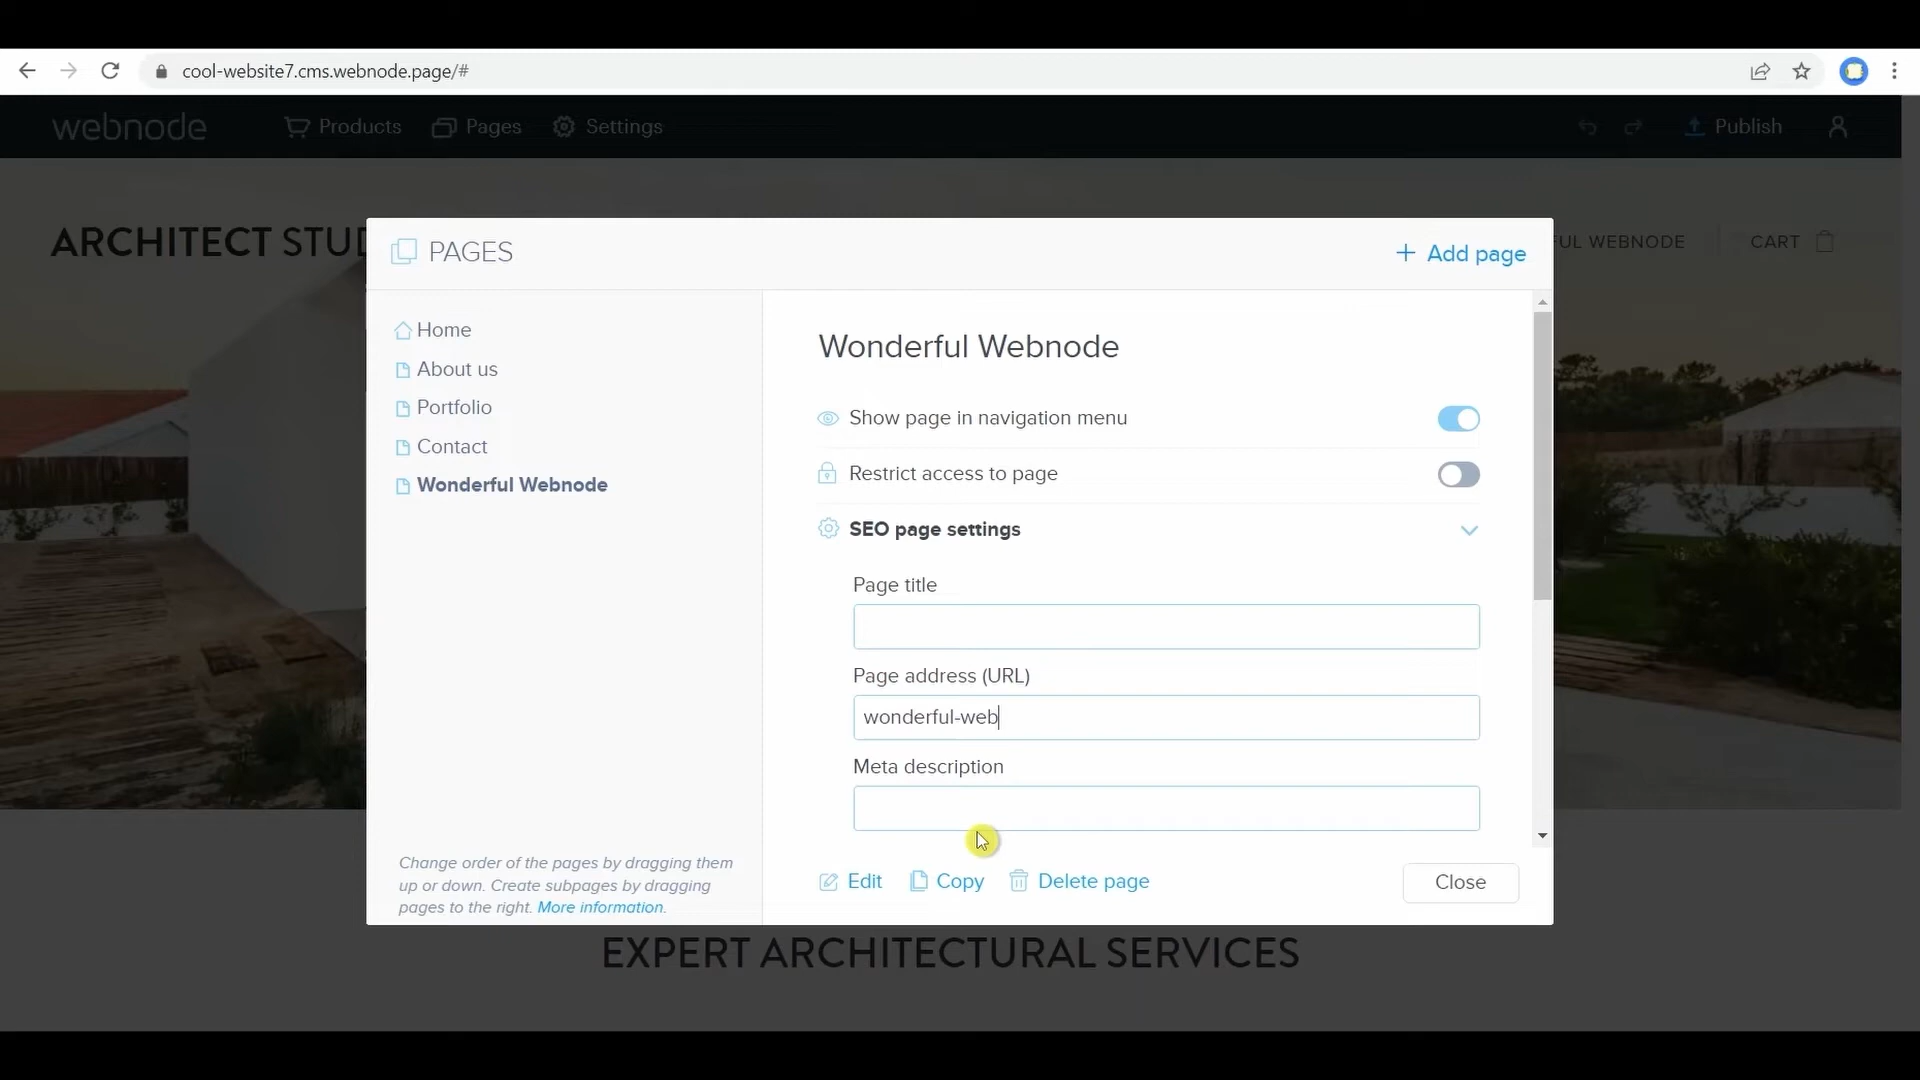 cool-website7.cms.webnode.page/#
webnode
Products
Pages
Settings
Publish
ARCHITECT STUD
FUL WEBNODE
CART
PAGES
+ Add page
Home
About us
Portfolio
Contact
Wonderful Webnode
Change order of the pages by dragging them
up or down. Create subpages by dragging
pages to the right. More information.
Wonderful Webnode
Show page in navigation menu
Restrict access to page
SEO page settings
Page title
Page address (URL)
wonderful-web
Meta description
Edit
Copy
Delete page
Close
EXPERT ARCHITECTURAL SERVICES